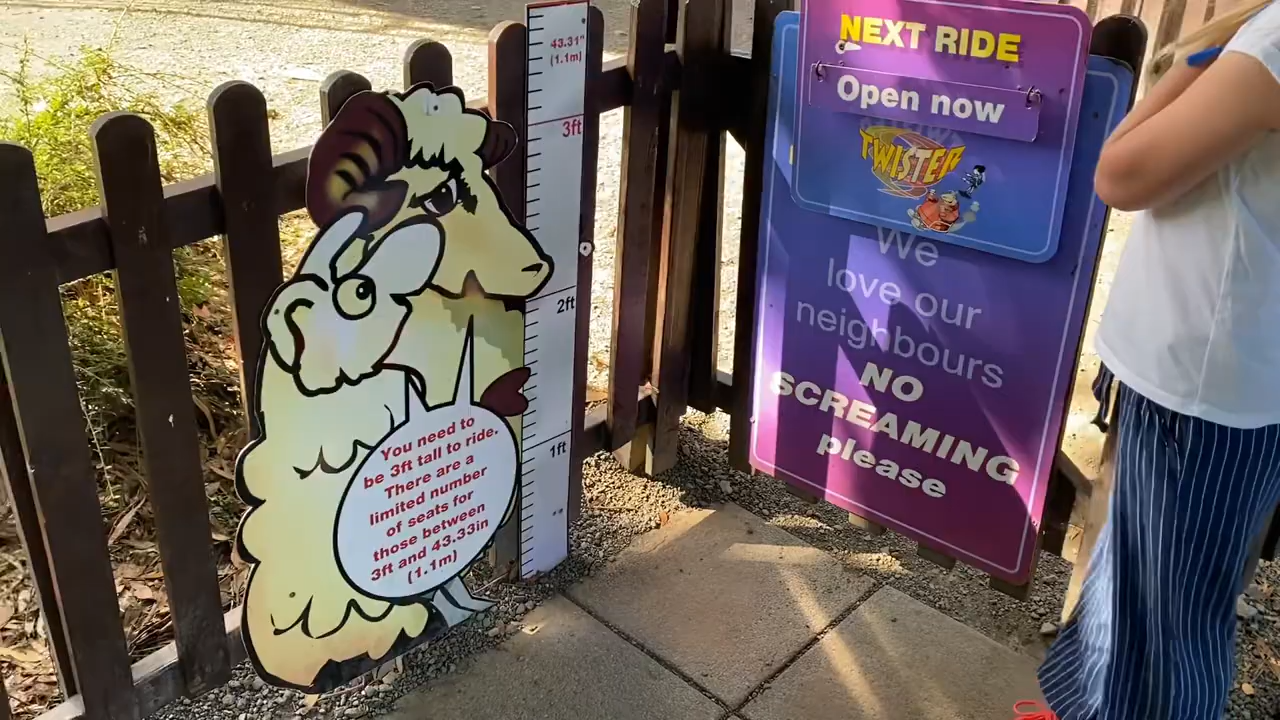 43.31"
(1.1m)
3ft
2ft
1ft
You need to
be 3ft tall to ride.
There are a
limited number
of seats for
those between
3ft and 43.33in
(1.1m)
NEXT RIDE
Open now
TWISTER
We
love our
neighbours
NO
SCREAMING
please